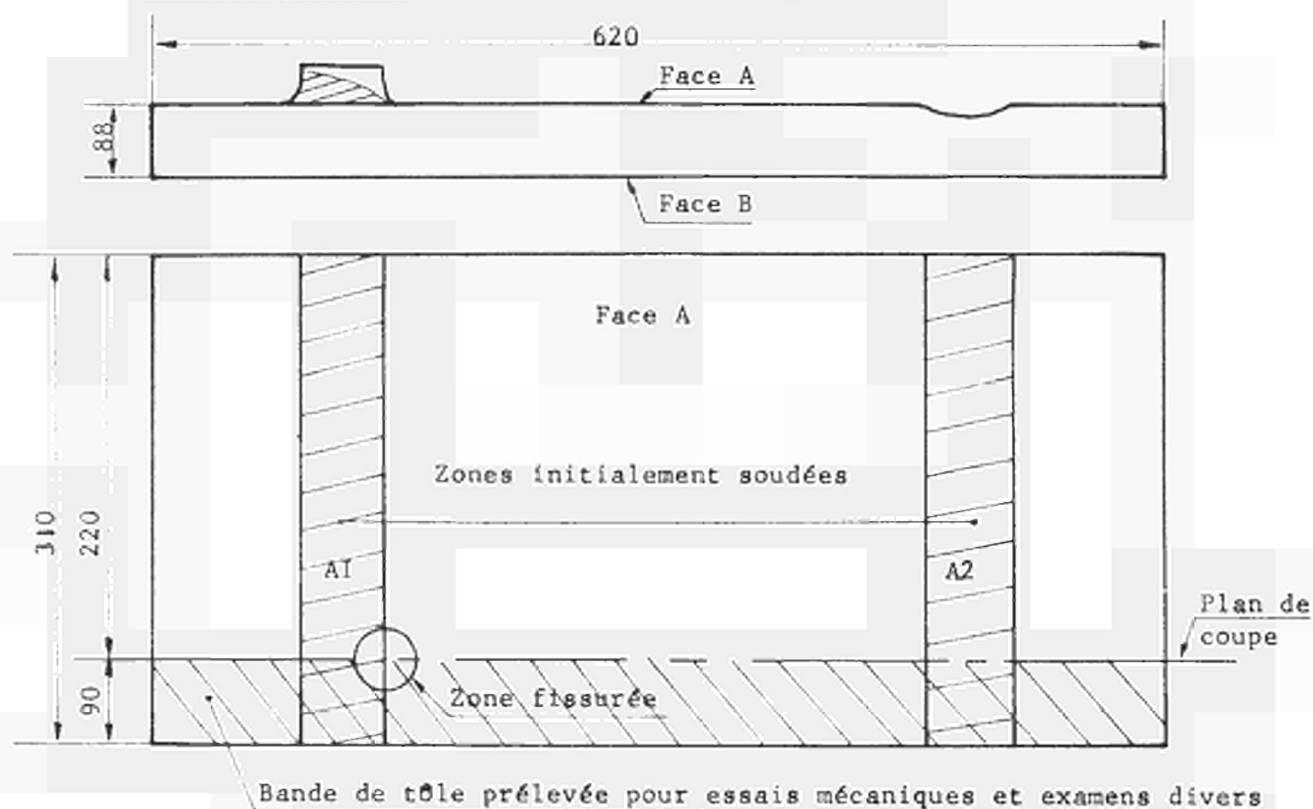 620
Face A
88
Face B
Face A
Zones initialement soudées
310
220
A1
A2
Plan de
coupe
90
Zone fissurée
Bande de tôle prélevée pour essais mécaniques et examens divers